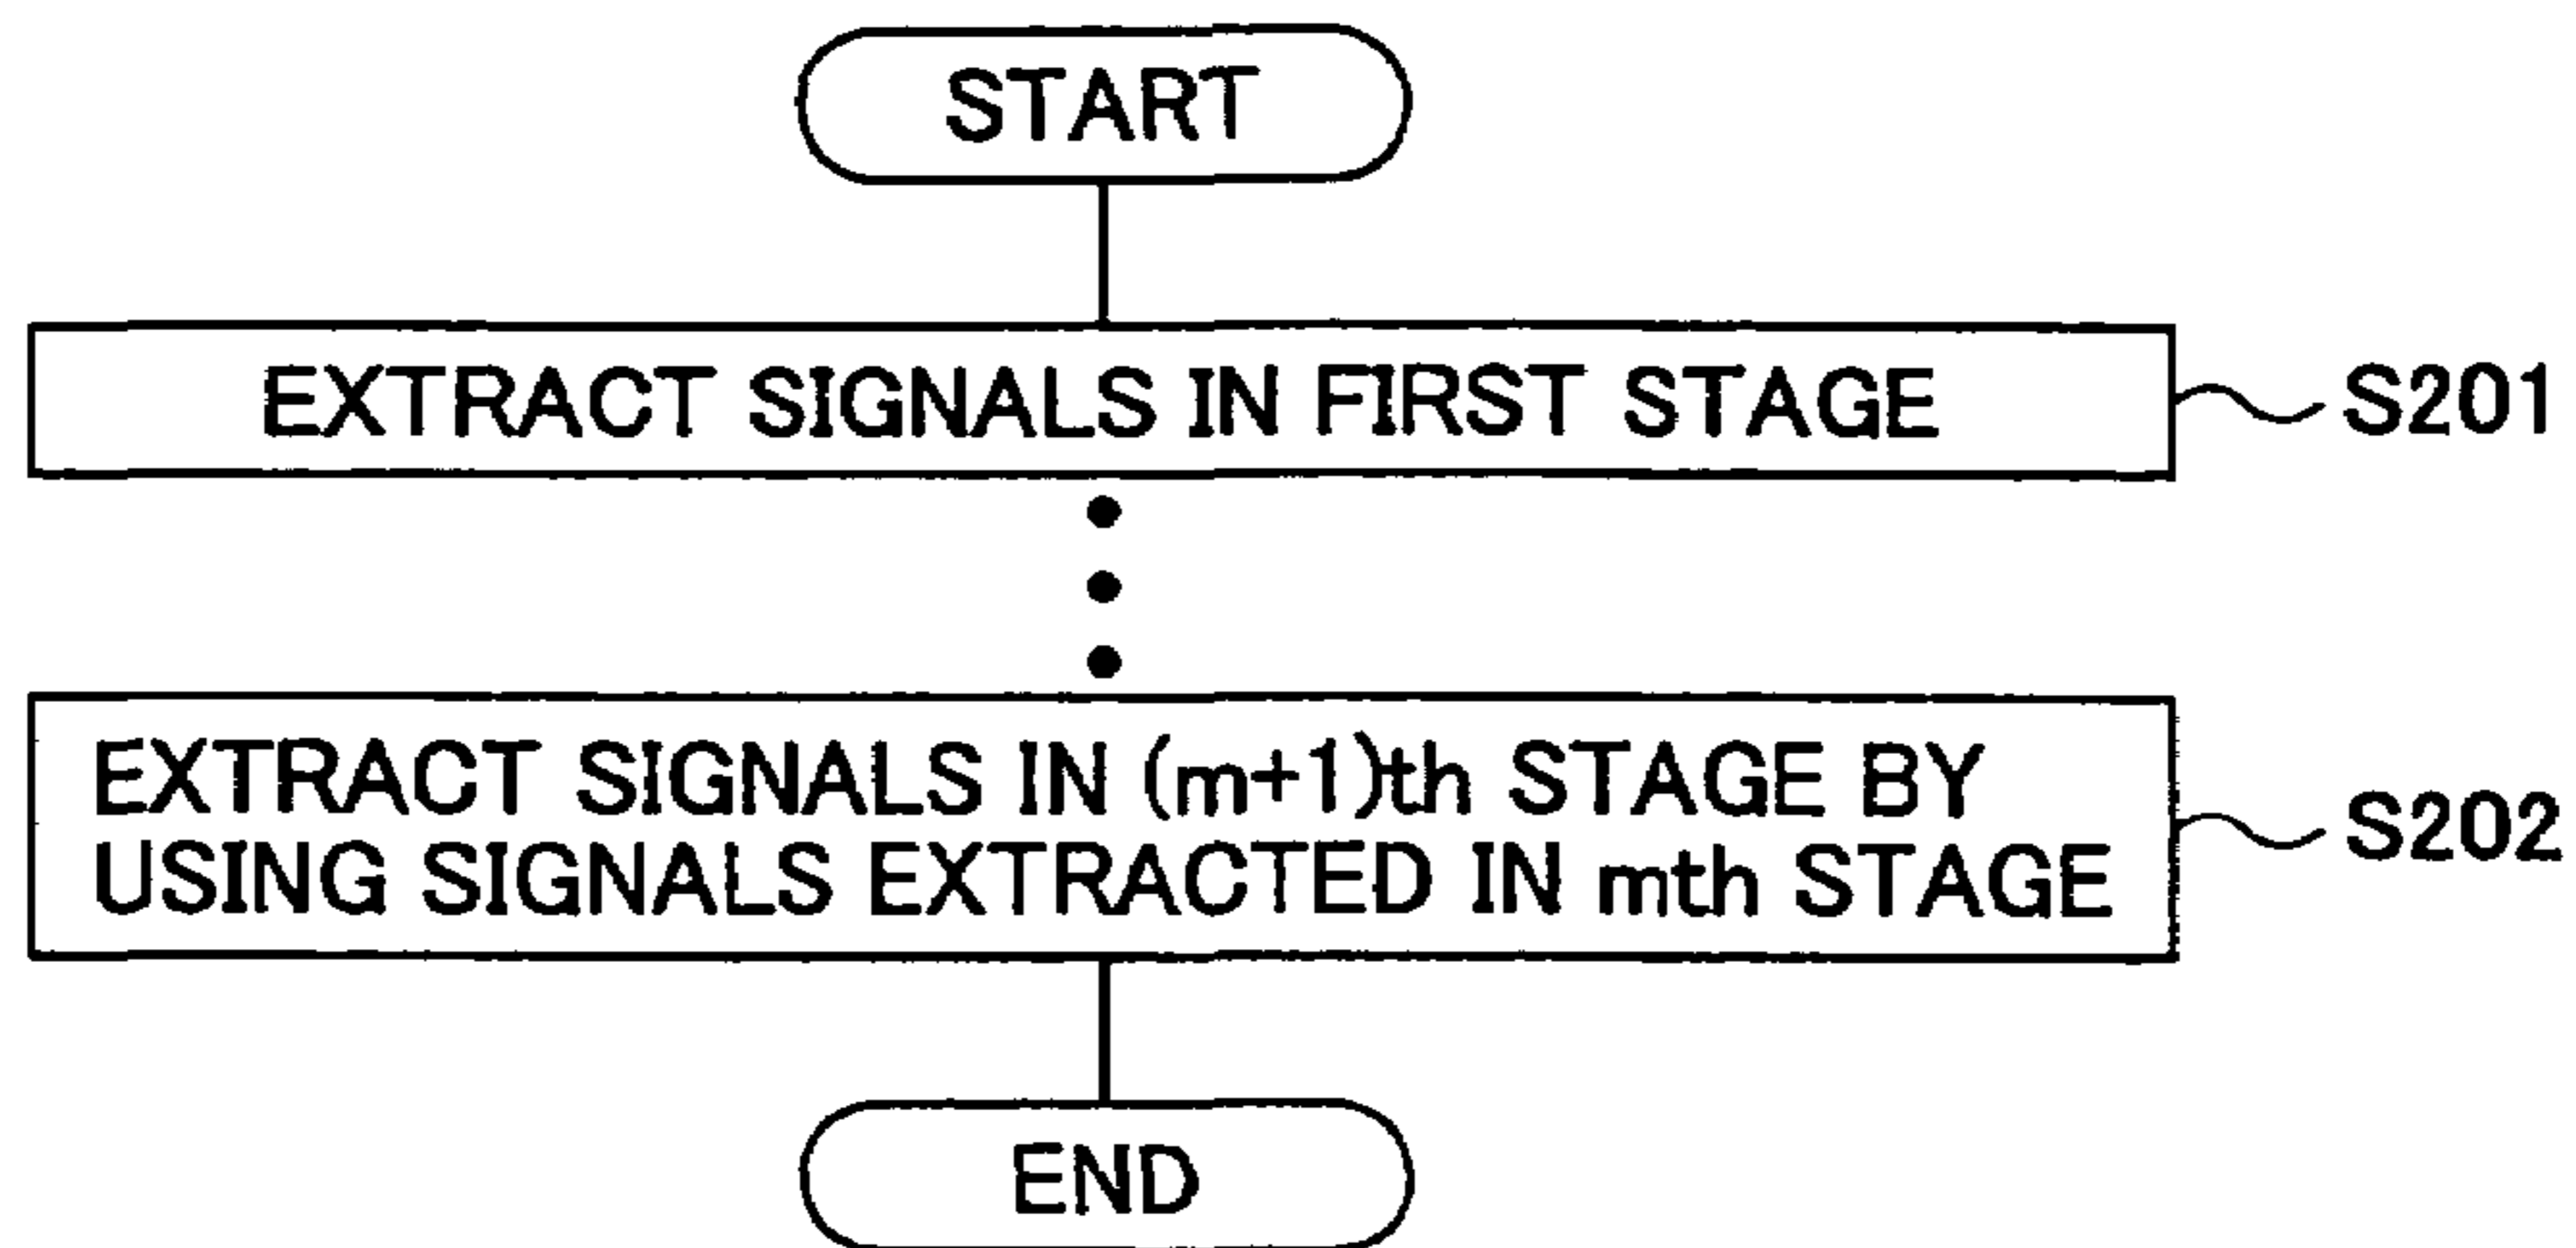 START
EXTRACT SIGNALS IN FIRST STAGE
S201
EXTRACT SIGNALS IN (m+1)th STAGE BY
USING SIGNALS EXTRACTED IN mth STAGE
S202
END